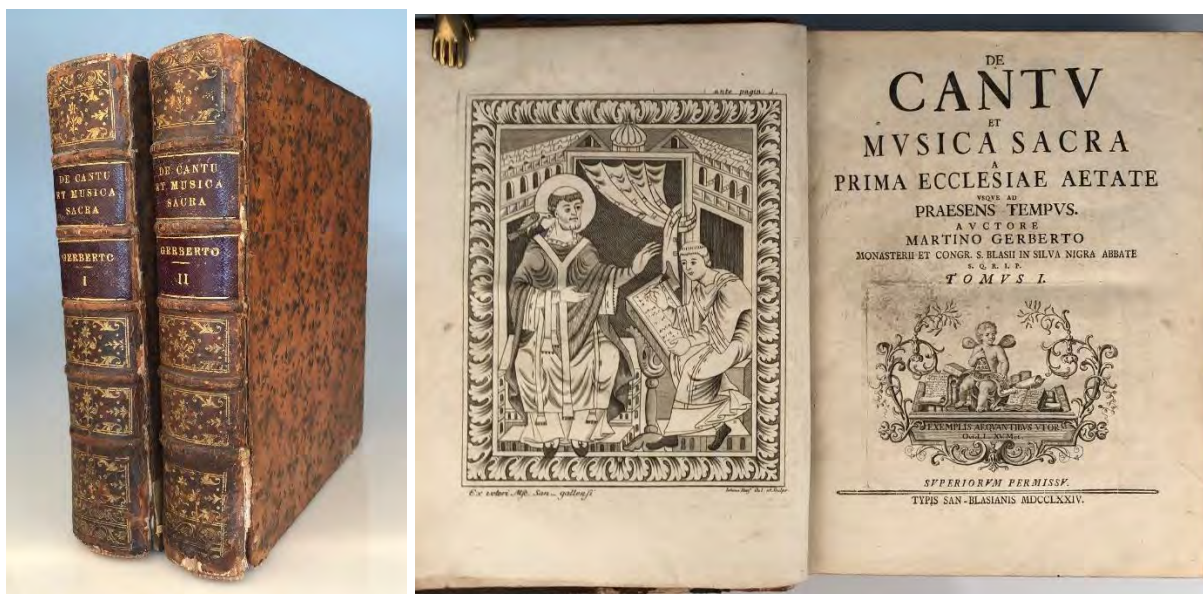 DE CANTU
ET MUSICA
SACRA
GERBERTO
I
DE CANTU
ET MUSICA
SACRA
GERBERTO
II
ante pagin. 1.
Ex veteri Msc. San-gallensi
DE
CANTV
ET
MVSICA SACRA
A
PRIMA ECCLESIAE AETATE
VSQVE AD
PRAESENS TEMPVS.
AVCTORE
MARTINO GERBERTO
MONASTERII ET CONGR. S. BLASII IN SILVA NIGRA ABBATE
S. Q. R. I. P.
TOMVS I.
EXEMPLIS AEQVANTIBVS VTOR
SVPERIORVM PERMISSV.
TYPIS SAN-BLASIANIS MDCCLXXIV.